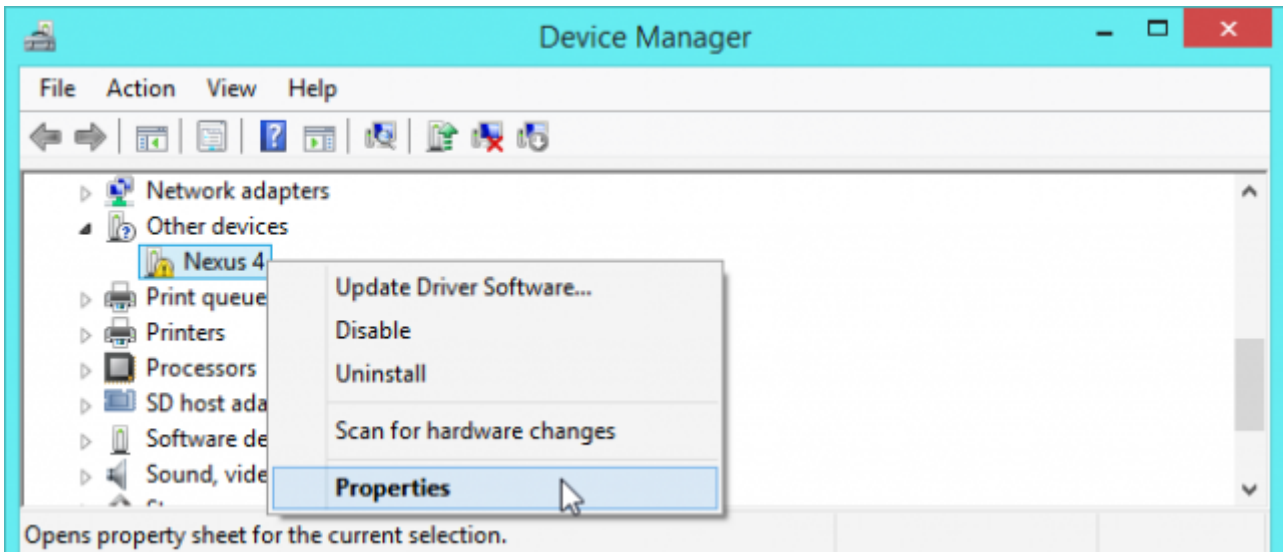 Device Manager
File Action View Help
Network adapters
Other devices
Nexus 4
Print queue
Printers
Processors
SD host ada
Software de
Sound, vide
Update Driver Software...
Disable
Uninstall
Scan for hardware changes
Properties
Opens property sheet for the current selection.